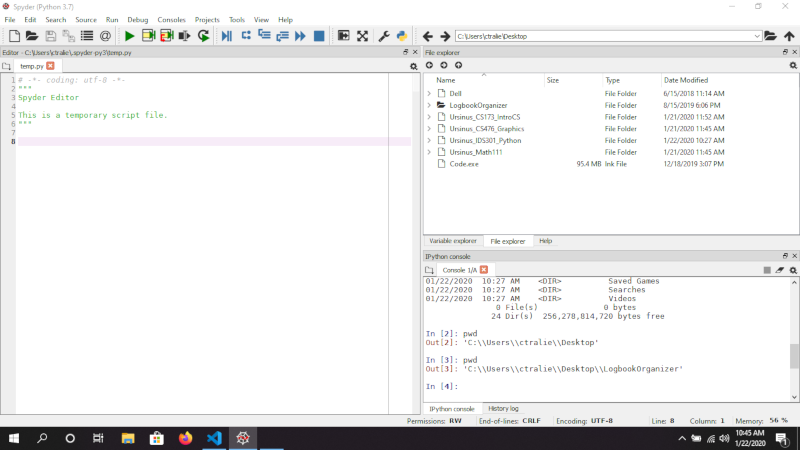 Spyder (Python 3.7)
File Edit Search Source Run Debug Consoles Projects Tools View Help
C:\Users\ctralie\Desktop
Editor - C:\Users\ctralie\.spyder-py3\temp.py
temp.py
1 # -*- coding: utf-8 -*-
2 """
3 Spyder Editor
4
5 This is a temporary script file.
6 """
7
8
File explorer
Name Size Type Date Modified
Dell File Folder 6/15/2018 11:14 AM
LogbookOrganizer File Folder 8/15/2019 6:06 PM
Ursinus_CS173_IntroCS File Folder 1/21/2020 11:52 AM
Ursinus_CS476_Graphics File Folder 1/21/2020 11:45 AM
Ursinus_IDS301_Python File Folder 1/22/2020 10:27 AM
Ursinus_Math111 File Folder 1/21/2020 11:45 AM
Code.exe 95.4 MB lnk File 12/18/2019 3:07 PM
Variable explorer File explorer Help
IPython console
Console 1/A
01/22/2020 10:27 AM <DIR> Saved Games
01/22/2020 10:27 AM <DIR> Searches
01/22/2020 10:27 AM <DIR> Videos
0 File(s) 0 bytes
24 Dir(s) 256,278,814,720 bytes free
In [2]: pwd
Out[2]: 'C:\\Users\\ctralie\\Desktop'
In [3]: pwd
Out[3]: 'C:\\Users\\ctralie\\Desktop\\LogbookOrganizer'
In [4]:
IPython console History log
Permissions: RW End-of-lines: CRLF Encoding: UTF-8 Line: 8 Column: 1 Memory: 56 %
10:45 AM
1/22/2020